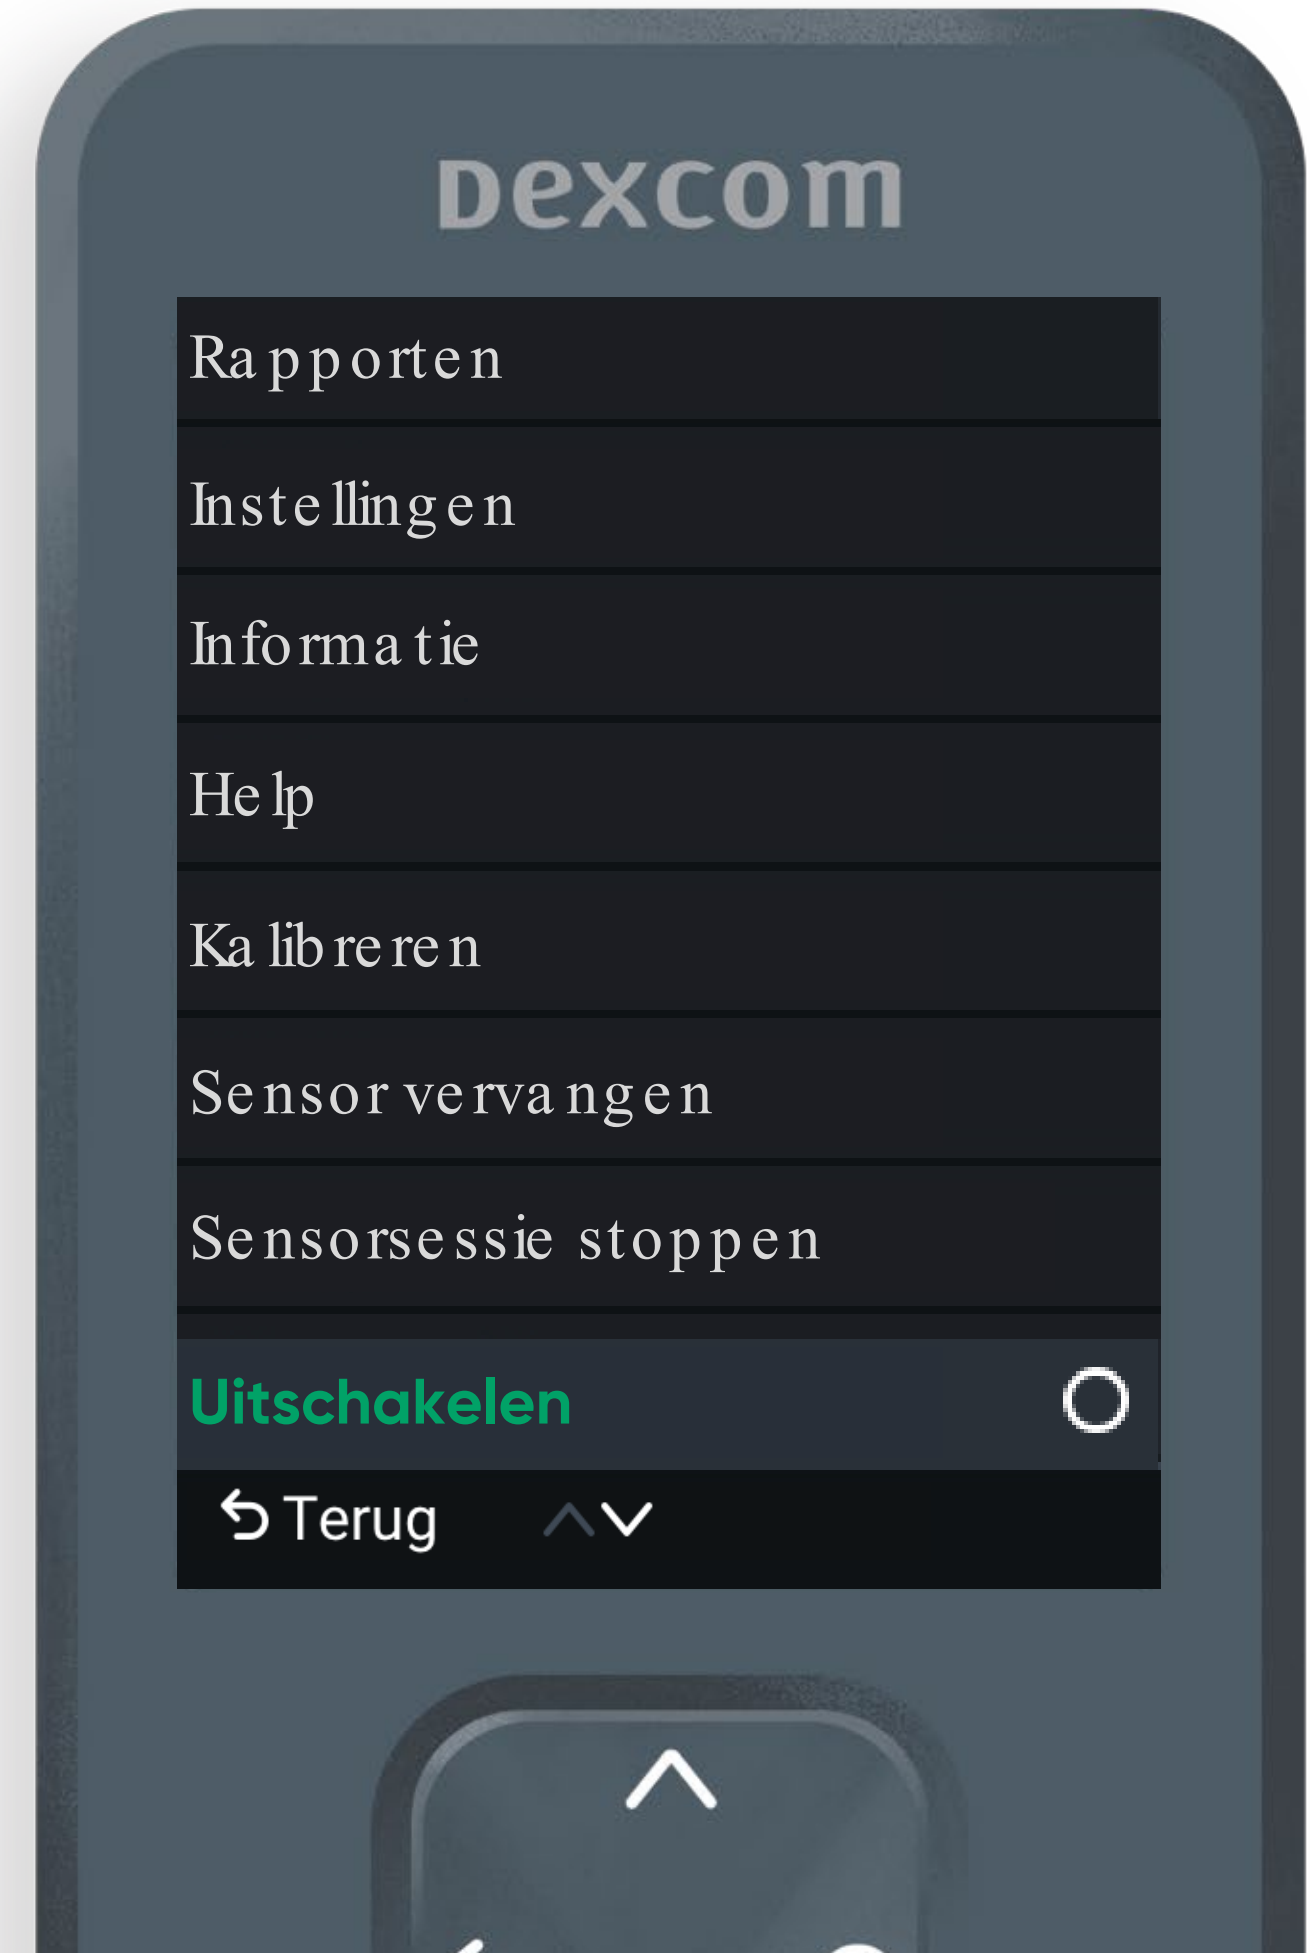 Dexcom
Rapporten
Instellingen
Informatie
Help
Kalibreren
Sensor vervangen
Sensorsessie stoppen
Uitschakelen
Terug